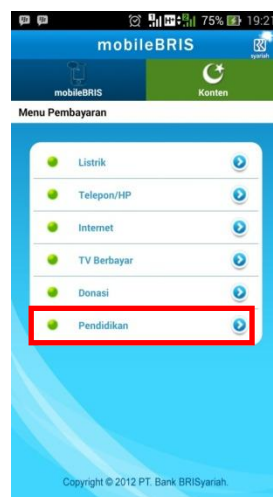 75% 19:21
mobileBRIS
syariah
mobileBRIS Konten
Menu Pembayaran
Listrik
Telepon/HP
Internet
TV Berbayar
Donasi
Pendidikan
Copyright © 2012 PT. Bank BRISyariah.